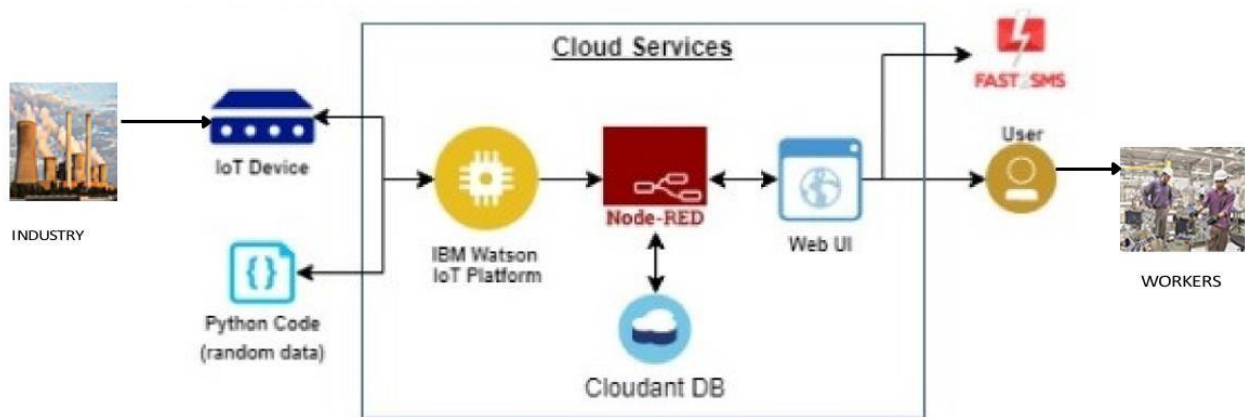 Cloud Services
FAST2SMS
User
IoT Device
INDUSTRY
Node-RED
IBM Watson
IoT Platform
Web UI
WORKERS
Python Code
(random data)
{ }
Cloudant DB